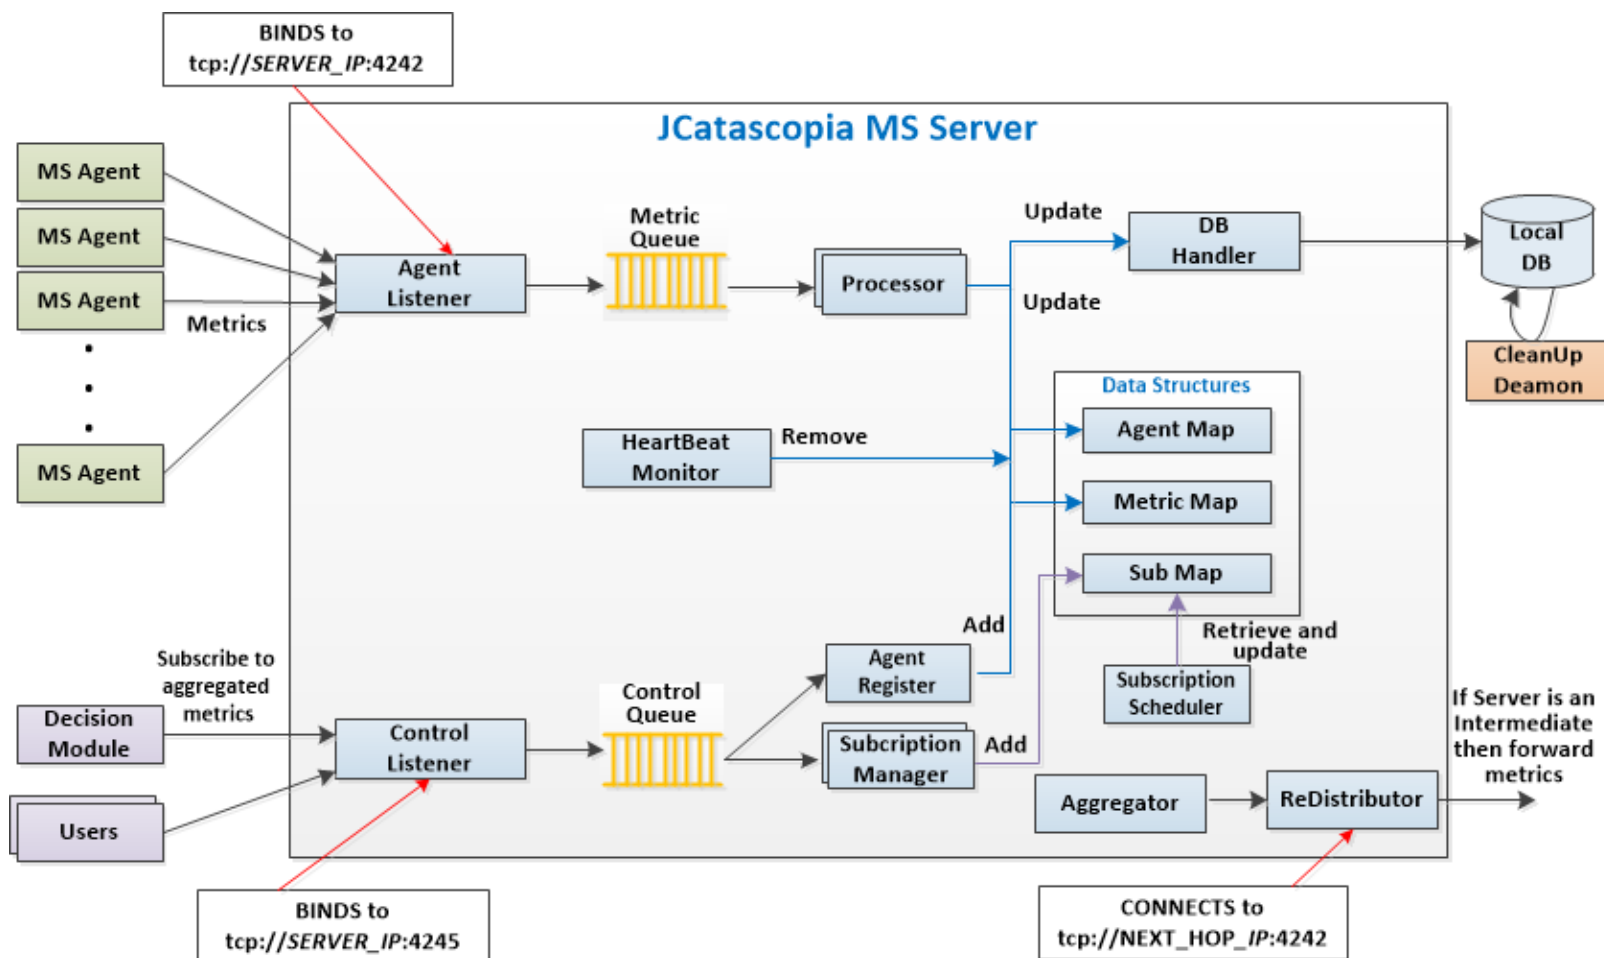 BINDS to
tcp://SERVER_IP:4242
JCatascopia MS Server
MS Agent
MS Agent
MS Agent
MS Agent
Metrics
Agent
Listener
Metric
Queue
Processor
Update
Update
DB
Handler
Local
DB
CleanUp
Deamon
Data Structures
Agent Map
Metric Map
Sub Map
HeartBeat
Monitor
Remove
Add
Retrieve and
update
Subscription
Scheduler
Agent
Register
Subcription
Manager
Add
Control
Queue
Subscribe to
aggregated
metrics
Decision
Module
Users
Control
Listener
Aggregator
ReDistributor
If Server is an
Intermediate
then forward
metrics
BINDS to
tcp://SERVER_IP:4245
CONNECTS to
tcp://NEXT_HOP_IP:4242